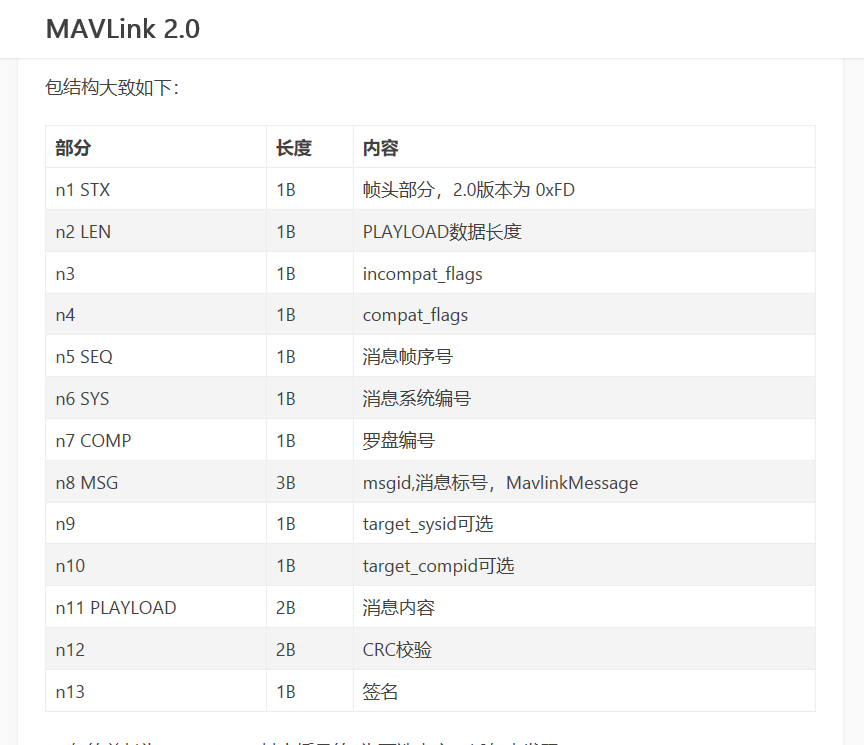 MAVLink 2.0
包结构大致如下：
部分 长度 内容
n1 STX 1B 帧头部分，2.0版本为 0xFD
n2 LEN 1B PLAYLOAD数据长度
n3 1B incompat_flags
n4 1B compat_flags
n5 SEQ 1B 消息帧序号
n6 SYS 1B 消息系统编号
n7 COMP 1B 罗盘编号
n8 MSG 3B msgid,消息标号，MavlinkMessage
n9 1B target_sysid可选
n10 1B target_compid可选
n11 PLAYLOAD 2B 消息内容
n12 2B CRC校验
n13 1B 签名